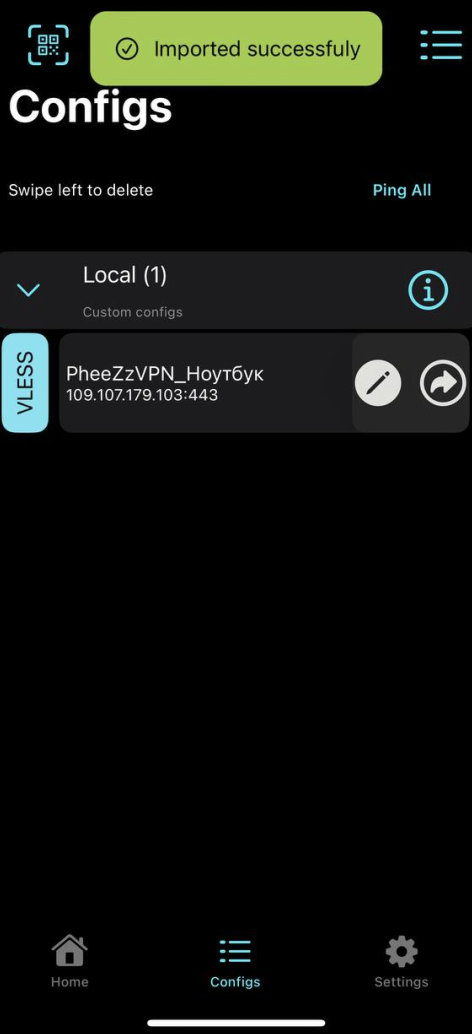 Imported successfuly
Configs
Swipe left to delete
Ping All
Local (1)
Custom configs
VLESS
PheeZzVPN_Ноутбук
109.107.179.103:443
Home
Configs
Settings